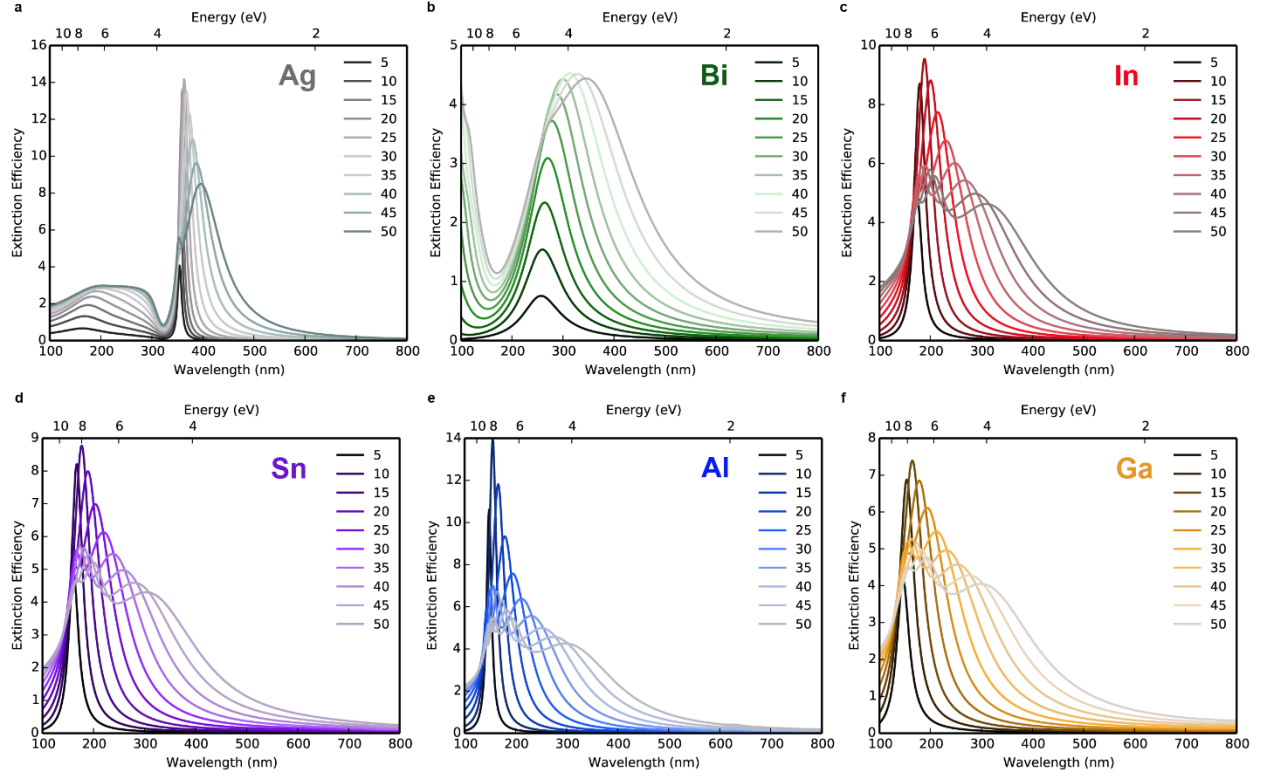 a
Energy (eV)
10 8 6 4 2
16
14
12
10
8
6
4
2
0
Extinction Efficiency
Ag
5
10
15
20
25
30
35
40
45
50
100 200 300 400 500 600 700 800
Wavelength (nm)
b
Energy (eV)
10 8 6 4 2
5
4
3
2
1
0
Extinction Efficiency
Bi
5
10
15
20
25
30
35
40
45
50
100 200 300 400 500 600 700 800
Wavelength (nm)
c
Energy (eV)
10 8 6 4 2
10
8
6
4
2
0
Extinction Efficiency
In
5
10
15
20
25
30
35
40
45
50
100 200 300 400 500 600 700 800
Wavelength (nm)
d
Energy (eV)
10 8 6 4
9
8
7
6
5
4
3
2
1
0
Extinction Efficiency
Sn
5
10
15
20
25
30
35
40
45
50
100 200 300 400 500 600 700 800
Wavelength (nm)
e
Energy (eV)
10 8 6 4 2
14
12
10
8
6
4
2
0
Extinction Efficiency
Al
5
10
15
20
25
30
35
40
45
50
100 200 300 400 500 600 700 800
Wavelength (nm)
f
Energy (eV)
10 8 6 4 2
8
7
6
5
4
3
2
1
0
Extinction Efficiency
Ga
5
10
15
20
25
30
35
40
45
50
100 200 300 400 500 600 700 800
Wavelength (nm)